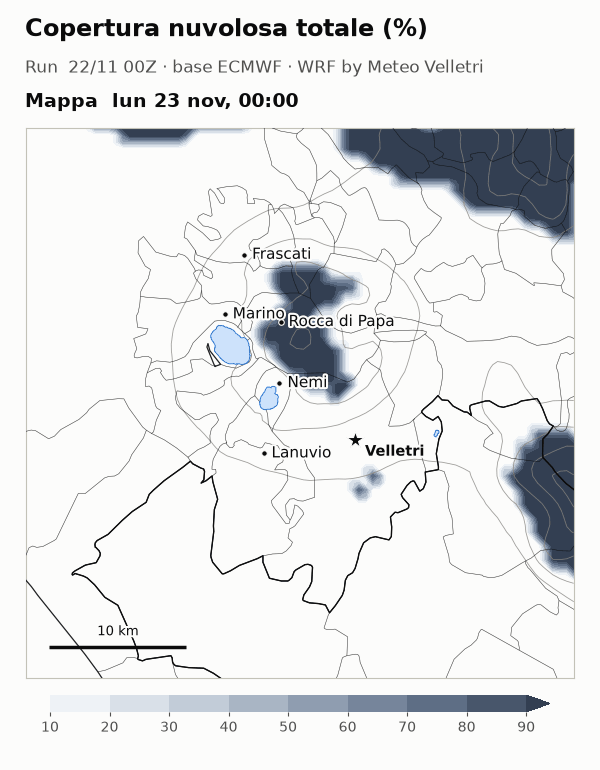 Copertura nuvolosa totale (%)
Run  22/11 00Z · base ECMWF · WRF by Meteo Velletri
Mappa  lun 23 nov, 00:00
Frascati
Marino
Rocca di Papa
Nemi
Velletri
Lanuvio
10 km
10 20 30 40 50 60 70 80 90